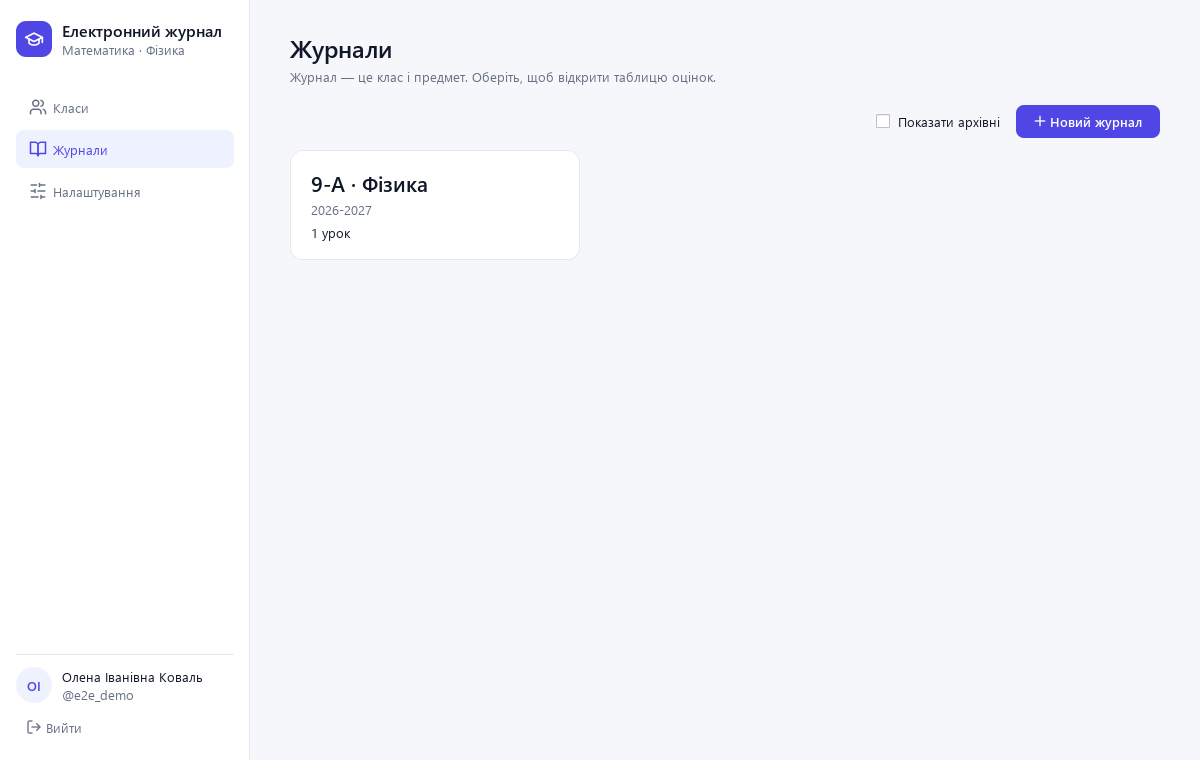 Електронний журнал
Математика · Фізика
Класи
Журнали
Налаштування
Олена Іванівна Коваль
@e2e_demo
ОІ
Вийти
Журнали
Журнал — це клас і предмет. Оберіть, щоб відкрити таблицю оцінок.
Показати архівні
Новий журнал
9-А · Фізика
2026-2027
1 урок